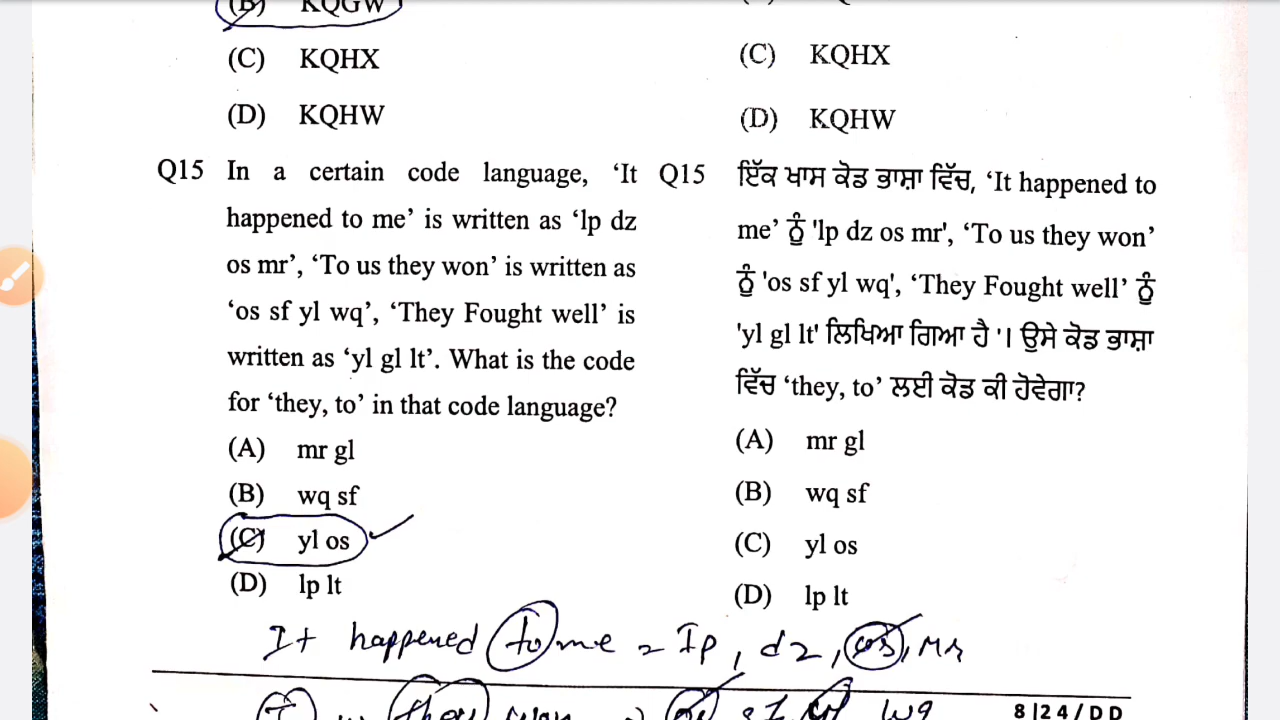 (B) KQGW
(C) KQHX
(D) KQHW
Q15 In a certain code language, ‘It
happened to me’ is written as ‘lp dz
os mr’, ‘To us they won’ is written as
‘os sf yl wq’, ‘They Fought well’ is
written as ‘yl gl lt’. What is the code
for ‘they, to’ in that code language?
(A) mr gl
(B) wq sf
(C) yl os
(D) lp lt
(C) KQHX
(D) KQHW
Q15 ਇੱਕ ਖਾਸ ਕੋਡ ਭਾਸ਼ਾ ਵਿੱਚ, ‘It happened to
me’ ਨੂੰ 'lp dz os mr', ‘To us they won’
ਨੂੰ 'os sf yl wq', ‘They Fought well’ ਨੂੰ
'yl gl lt' ਲਿਖਿਆ ਗਿਆ ਹੈ '। ਉਸੇ ਕੋਡ ਭਾਸ਼ਾ
ਵਿੱਚ ‘they, to’ ਲਈ ਕੋਡ ਕੀ ਹੋਵੇਗਾ?
(A) mr gl
(B) wq sf
(C) yl os
(D) lp lt
It happened to me = Ip, dz, os, Mr
they won wq
8|24/DD